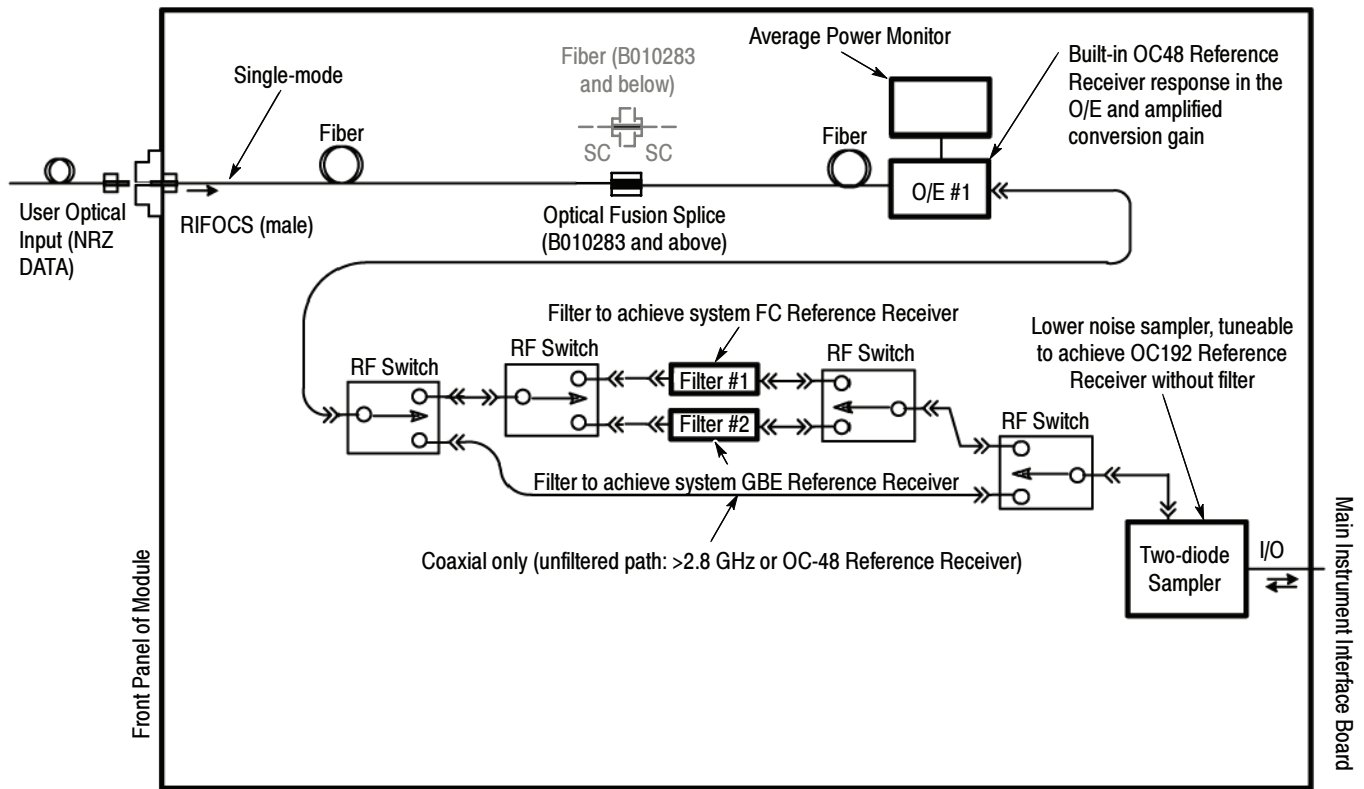 Average Power Monitor
Built-in OC48 Reference
Receiver response in the
O/E and amplified
conversion gain
Fiber (B010283
and below)
Single-mode
Fiber
SC
SC
Fiber
O/E #1
User Optical
Input (NRZ
DATA)
RIFOCS (male)
Optical Fusion Splice
(B010283 and above)
Filter to achieve system FC Reference Receiver
Lower noise sampler, tuneable
to achieve OC192 Reference
Receiver without filter
RF Switch
RF Switch
Filter #1
RF Switch
Filter #2
RF Switch
Filter to achieve system GBE Reference Receiver
Coaxial only (unfiltered path: >2.8 GHz or OC-48 Reference Receiver)
Two-diode
Sampler
I/O
Front Panel of Module
Main Instrument Interface Board